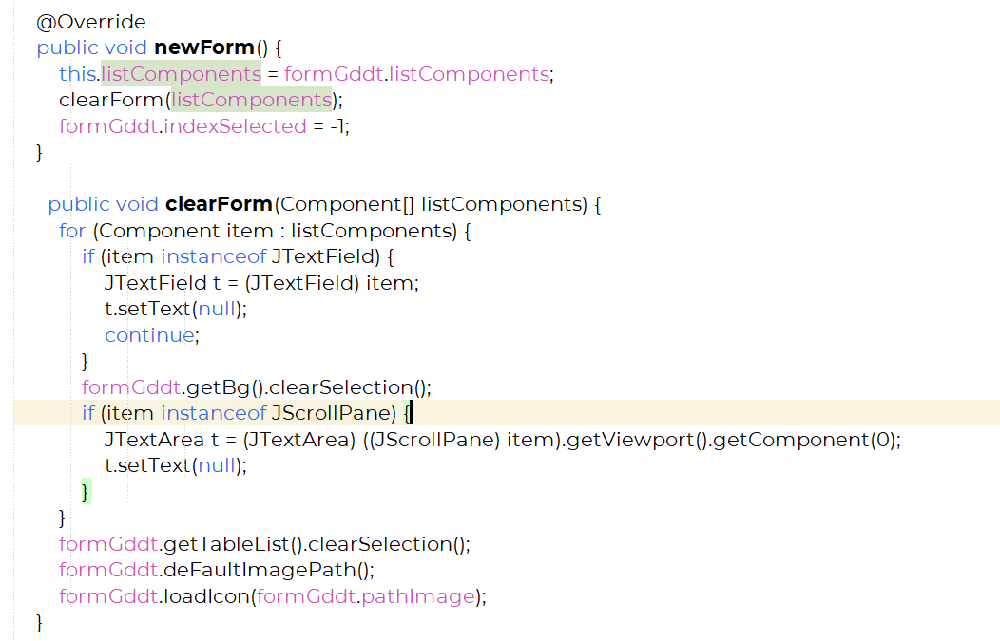 @Override
public void newForm() {
this.listComponents = formGddt.listComponents;
clearForm(listComponents);
formGddt.indexSelected = -1;
}
public void clearForm(Component[] listComponents) {
for (Component item : listComponents) {
if (item instanceof JTextField) {
JTextField t = (JTextField) item;
t.setText(null);
continue;
}
formGddt.getBg().clearSelection();
if (item instanceof JScrollPane) {
JTextArea t = (JTextArea) ((JScrollPane) item).getViewport().getComponent(0);
t.setText(null);
}
}
formGddt.getTableList().clearSelection();
formGddt.deFaultImagePath();
formGddt.loadIcon(formGddt.pathImage);
}